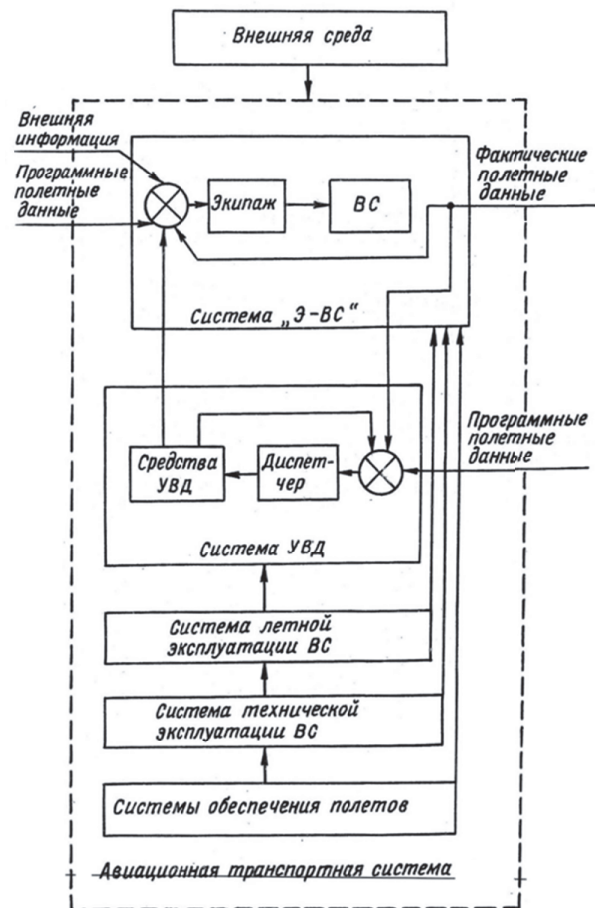 Внешняя среда
Внешняя
информация
Программные
полетные
данные
Экипаж
ВС
Фактические
полетные
данные
Система „Э-ВС“
Средства
УВД
Диспет-
чер
Программные
полетные
данные
Система УВД
Система летной
эксплуатации ВС
Система технической
эксплуатации ВС
Системы обеспечения полетов
Авиационная транспортная система